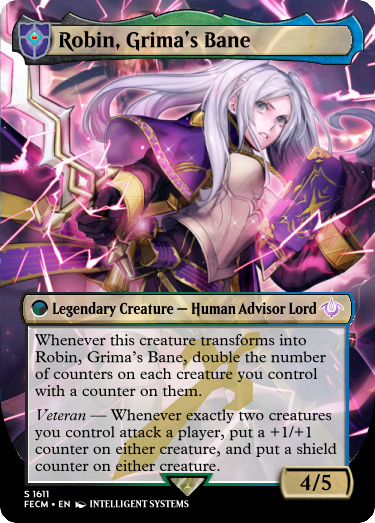 Robin, Grima's Bane
Legendary Creature — Human Advisor Lord
Whenever this creature transforms into
Robin, Grima's Bane, double the number
of counters on each creature you control
with a counter on them.
Veteran — Whenever exactly two creatures
you control attack a player, put a +1/+1
counter on either creature, and put a shield
counter on either creature.
4/5
S 1611
FECM • EN INTELLIGENT SYSTEMS